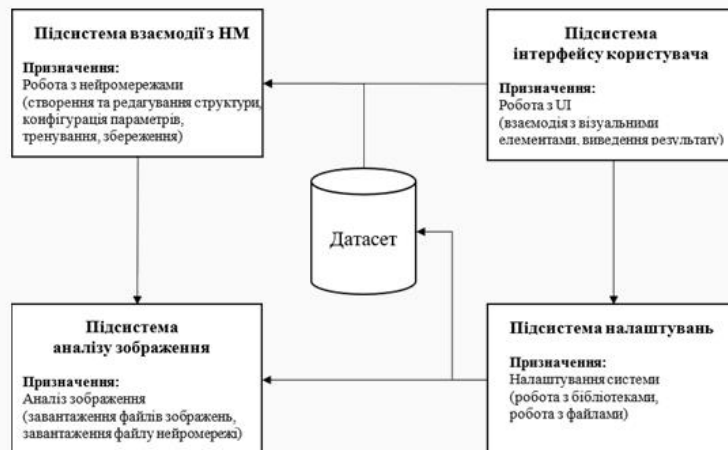 Підсистема взаємодії з НМ
Призначення:
Робота з нейромережами
(створення та редагування структури,
конфігурація параметрів,
тренування, збереження)
Підсистема
інтерфейсу користувача
Призначення:
Робота з UI
(взаємодія з візуальними
елементами, виведення результату)
Датасет
Підсистема
аналізу зображення
Призначення:
Аналіз зображення
(завантаження файлів зображень,
завантаження файлу нейромережі)
Підсистема налаштувань
Призначення:
Налаштування системи
(робота з бібліотеками,
робота з файлами)